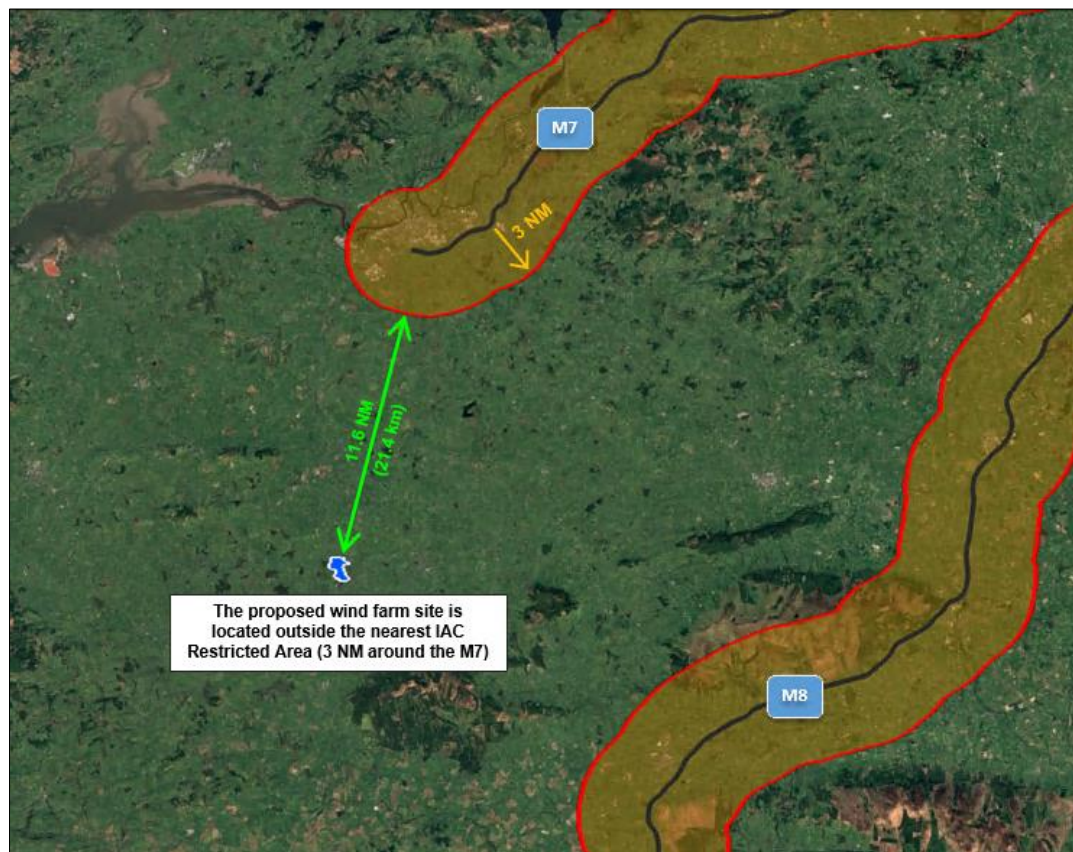 M7
3 NM
11.6 NM
(21.4 km)
The proposed wind farm site is
located outside the nearest IAC
Restricted Area (3 NM around the M7)
M8